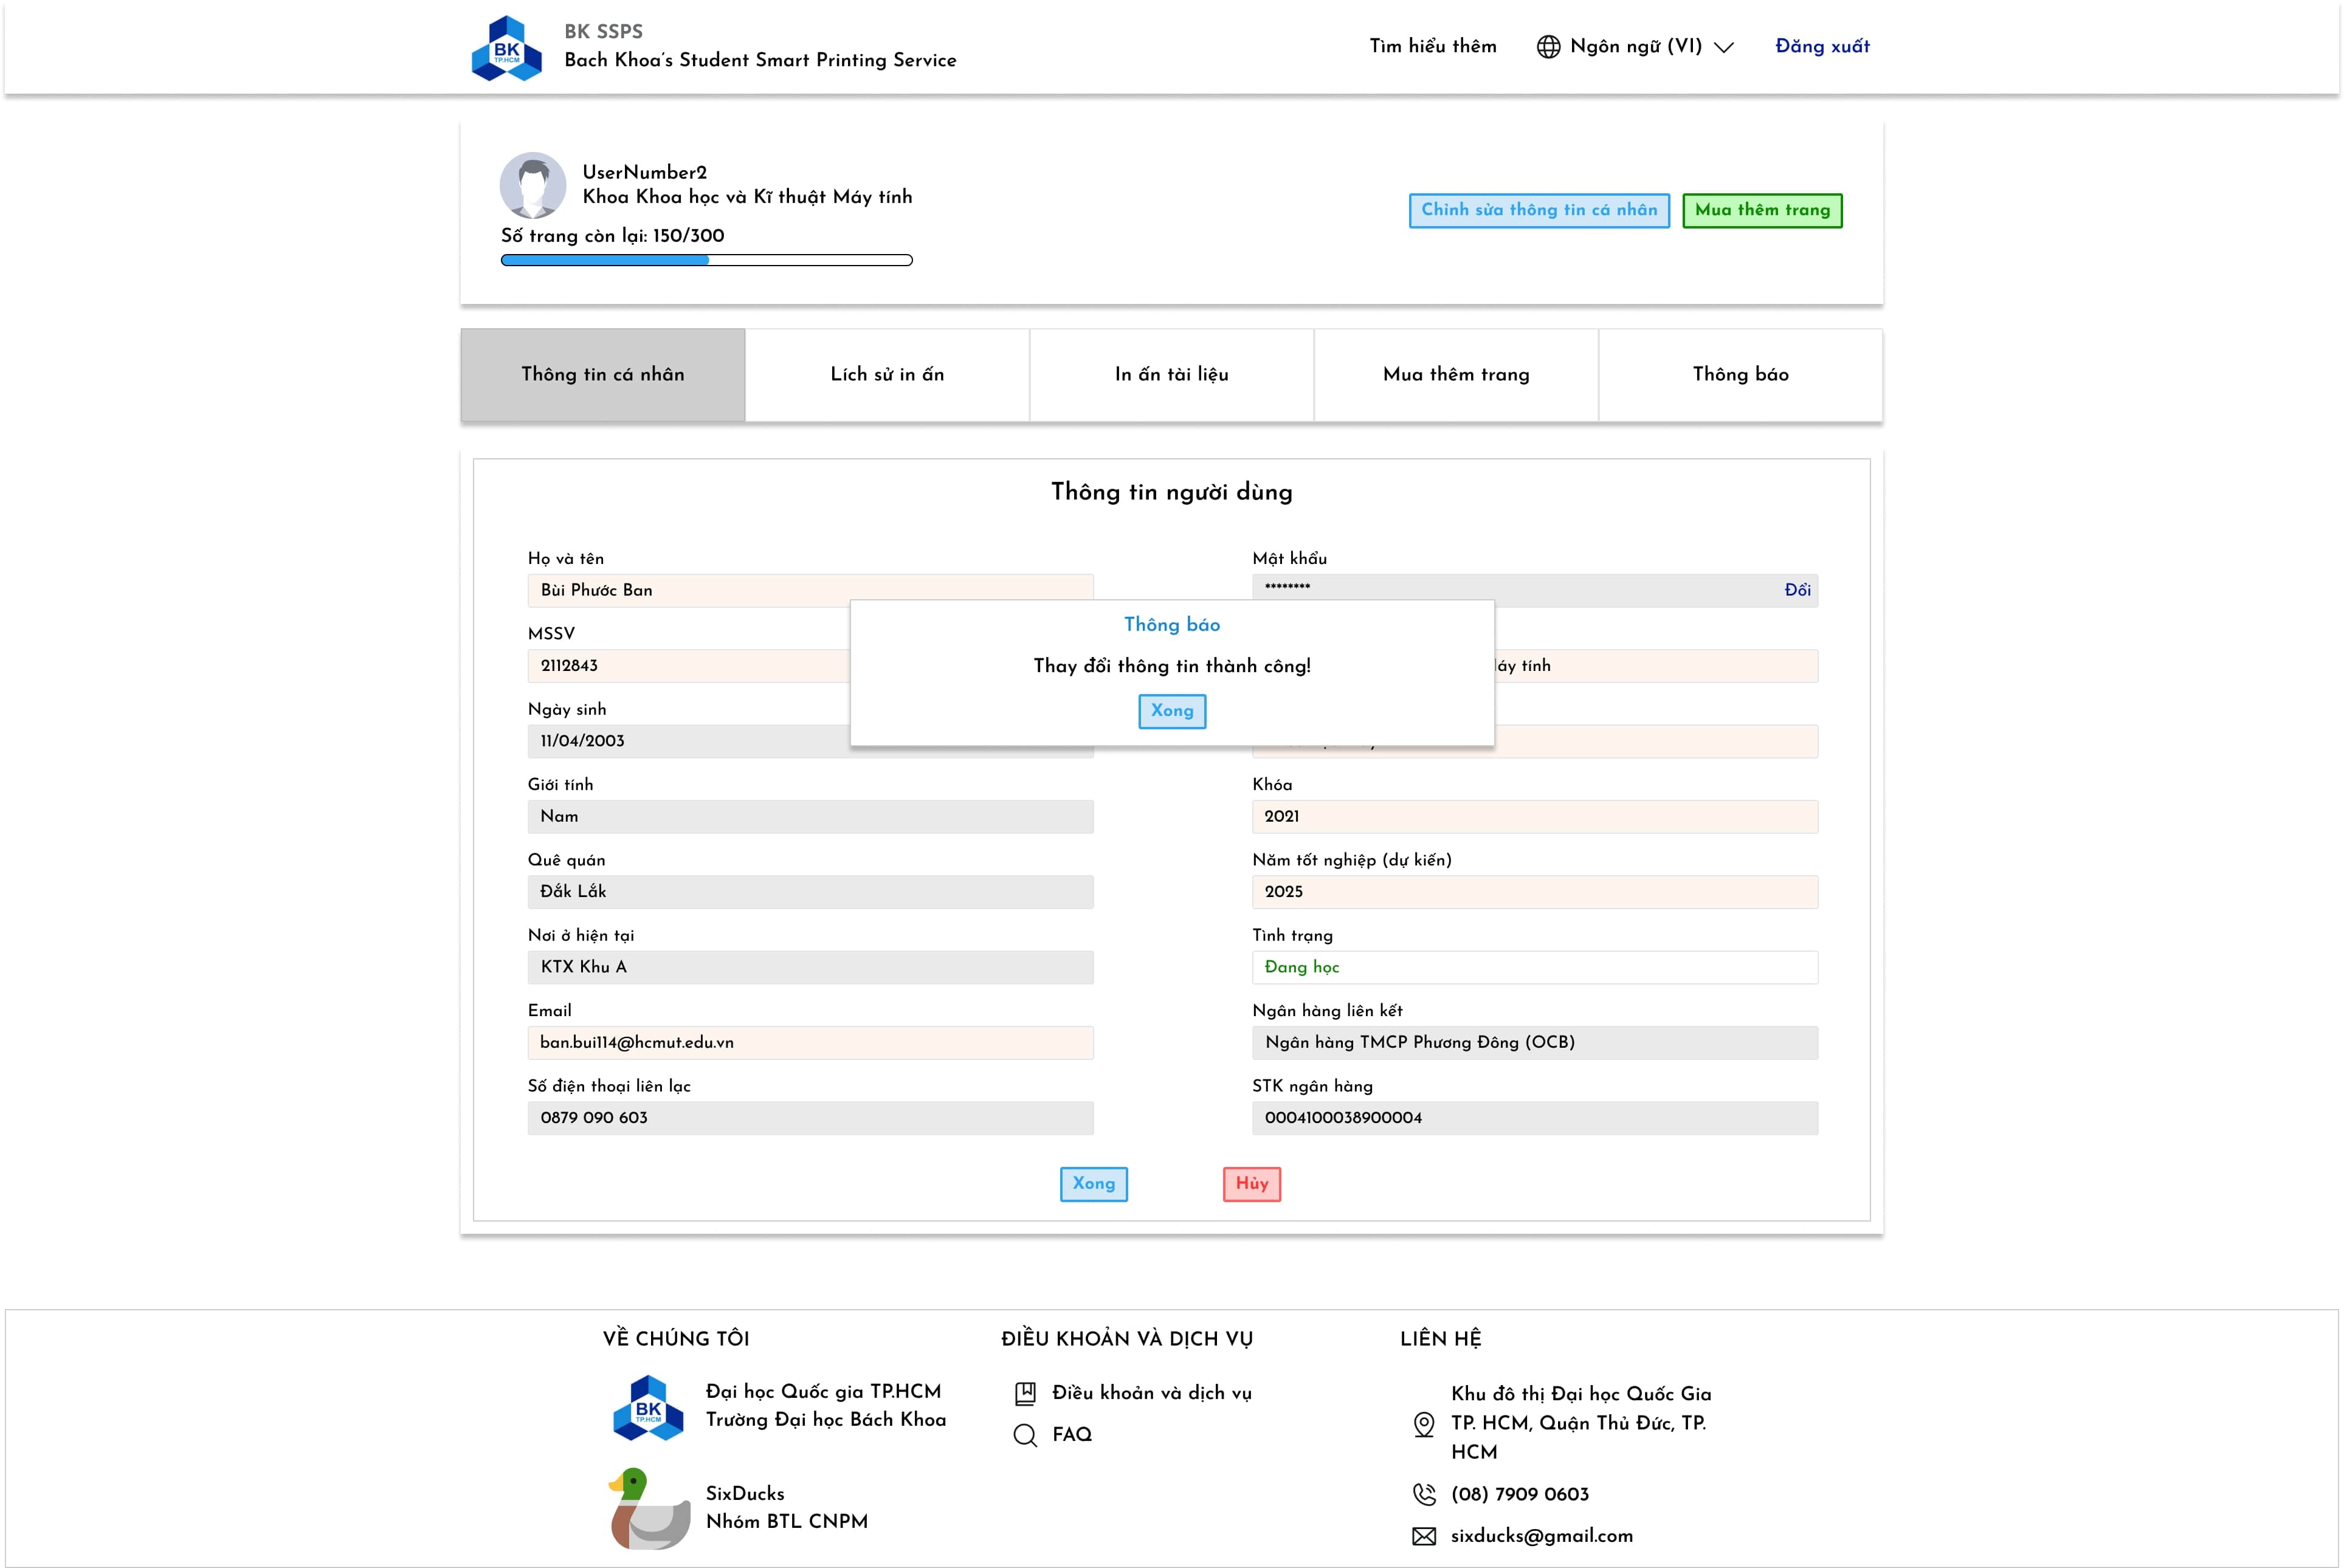 BK
TP.HCM
BK SSPS
Bach Khoa's Student Smart Printing Service
Tìm hiểu thêm
Ngôn ngữ (VI)
Đăng xuất
UserNumber2
Khoa Khoa học và Kĩ thuật Máy tính
Số trang còn lại: 150/300
Chỉnh sửa thông tin cá nhân
Mua thêm trang
Thông tin cá nhân
Lích sử in ấn
In ấn tài liệu
Mua thêm trang
Thông báo
Thông tin người dùng
Họ và tên
Bùi Phước Ban
Mật khẩu
********
Đổi
MSSV
2112843
áy tính
Thông báo
Thay đổi thông tin thành công!
Xong
Ngày sinh
11/04/2003
Giới tính
Nam
Khóa
2021
Quê quán
Đắk Lắk
Năm tốt nghiệp (dự kiến)
2025
Nơi ở hiện tại
KTX Khu A
Tình trạng
Đang học
Email
ban.bui114@hcmut.edu.vn
Ngân hàng liên kết
Ngân hàng TMCP Phương Đông (OCB)
Số điện thoại liên lạc
0879 090 603
STK ngân hàng
0004100038900004
Xong
Hủy
VỀ CHÚNG TÔI
BK
TP.HCM
Đại học Quốc gia TP.HCM
Trường Đại học Bách Khoa
SixDucks
Nhóm BTL CNPM
ĐIỀU KHOẢN VÀ DỊCH VỤ
Điều khoản và dịch vụ
FAQ
LIÊN HỆ
Khu đô thị Đại học Quốc Gia
TP. HCM, Quận Thủ Đức, TP.
HCM
(08) 7909 0603
sixducks@gmail.com